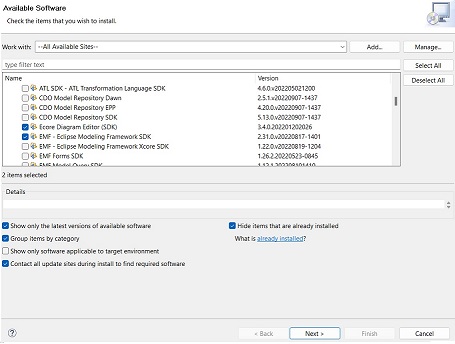 Available Software
Check the items that you wish to install.
Work with: --All Available Sites-- Add... Manage...
type filter text Select All
Deselect All
Name Version
ATL SDK - ATL Transformation Language SDK 4.6.0.v202205021200
CDO Model Repository Dawn 2.5.1.v20220907-1437
CDO Model Repository EPP 4.20.0.v20220907-1437
CDO Model Repository SDK 5.13.0.v20220907-1437
Ecore Diagram Editor (SDK) 3.4.0.202201202026
EMF - Eclipse Modeling Framework SDK 2.31.0.v20220817-1401
EMF - Eclipse Modeling Framework Xcore SDK 1.22.0.v20220819-1204
EMF Forms SDK 1.26.2.20220523-0845
EMF Model Query SDK
2 items selected
Details
Show only the latest versions of available software Hide items that are already installed
Group items by category What is already installed?
Show only software applicable to target environment
Contact all update sites during install to find required software
? < Back Next > Finish Cancel